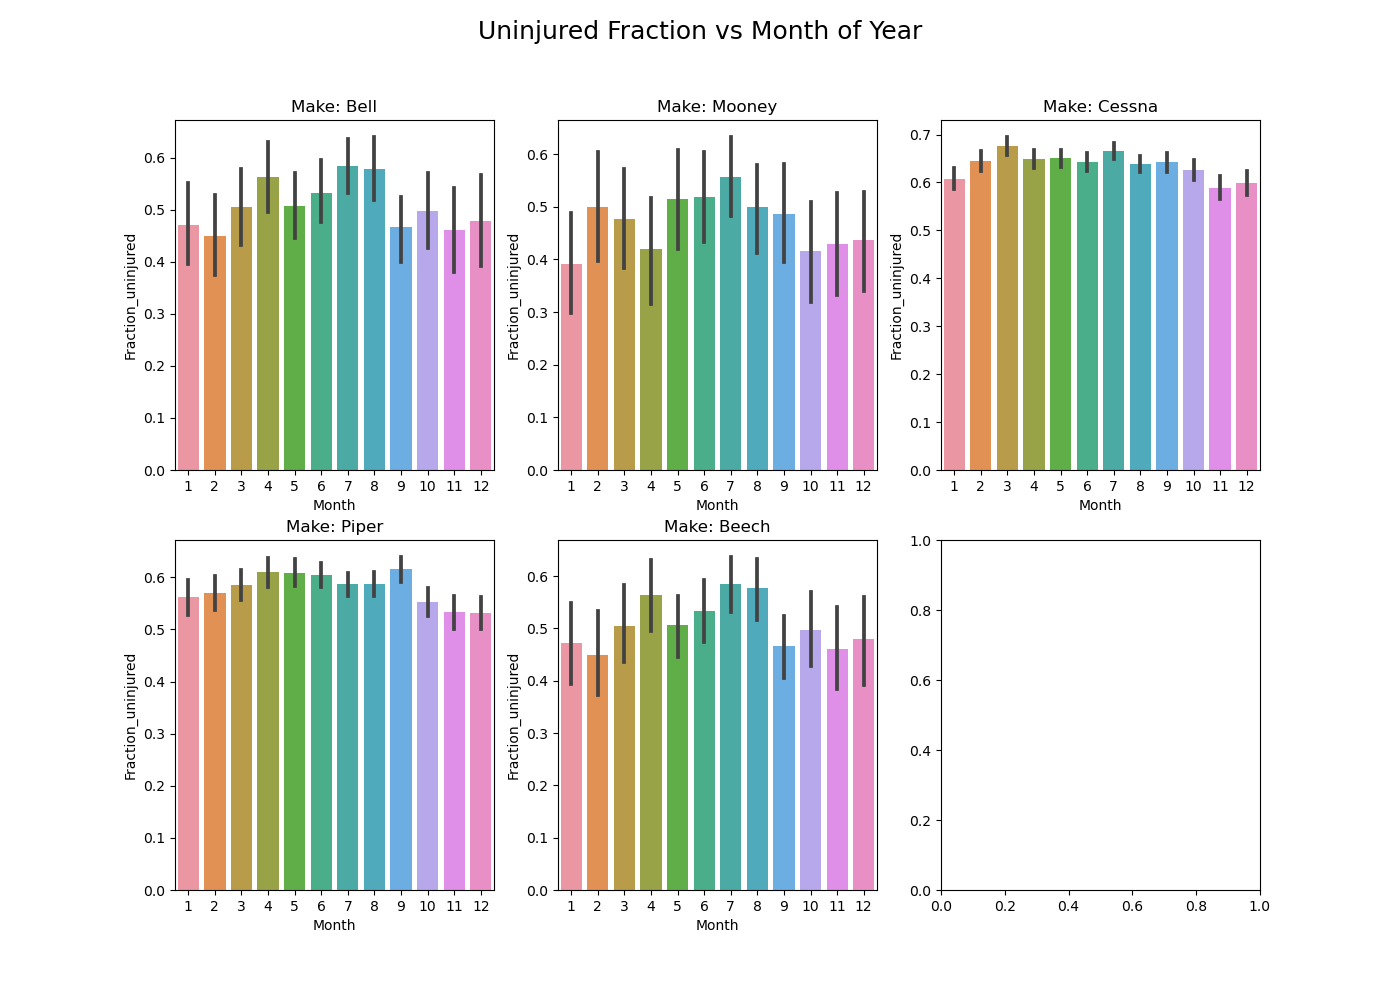 Uninjured Fraction vs Month of Year
Make: Bell
Fraction_uninjured
0.6
0.5
0.4
0.3
0.2
0.1
0.0
1 2 3 4 5 6 7 8 9 10 11 12
Month
Make: Mooney
Fraction_uninjured
0.6
0.5
0.4
0.3
0.2
0.1
0.0
1 2 3 4 5 6 7 8 9 10 11 12
Month
Make: Cessna
Fraction_uninjured
0.7
0.6
0.5
0.4
0.3
0.2
0.1
0.0
1 2 3 4 5 6 7 8 9 10 11 12
Month
Make: Piper
Fraction_uninjured
0.6
0.5
0.4
0.3
0.2
0.1
0.0
1 2 3 4 5 6 7 8 9 10 11 12
Month
Make: Beech
Fraction_uninjured
0.6
0.5
0.4
0.3
0.2
0.1
0.0
1 2 3 4 5 6 7 8 9 10 11 12
Month
1.0
0.8
0.6
0.4
0.2
0.0
0.0 0.2 0.4 0.6 0.8 1.0